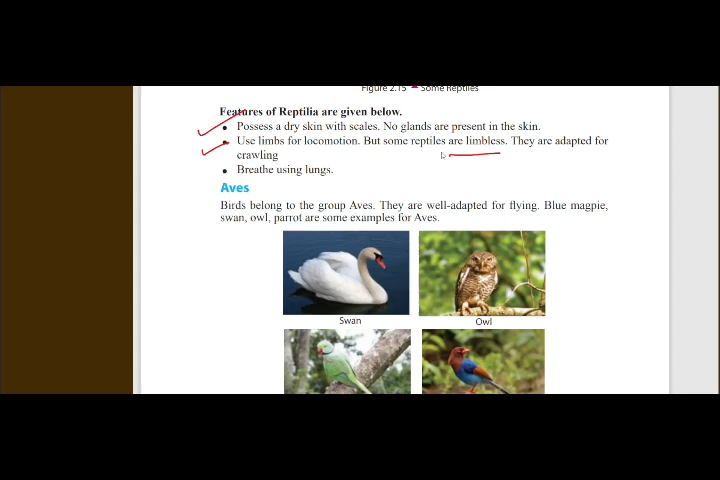 Figure 2.15 Some Reptiles
Features of Reptilia are given below.
• Possess a dry skin with scales. No glands are present in the skin.
• Use limbs for locomotion. But some reptiles are limbless. They are adapted for
crawling
• Breathe using lungs.
Aves
Birds belong to the group Aves. They are well-adapted for flying. Blue magpie,
swan, owl, parrot are some examples for Aves.
Swan
Owl